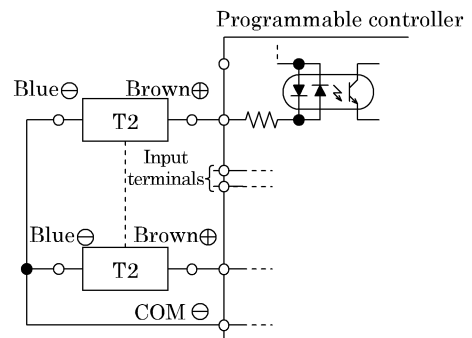 Programmable controller
Blue⊖ Brown⊕
T2
Input
terminals
Blue⊖ Brown⊕
T2
COM ⊖